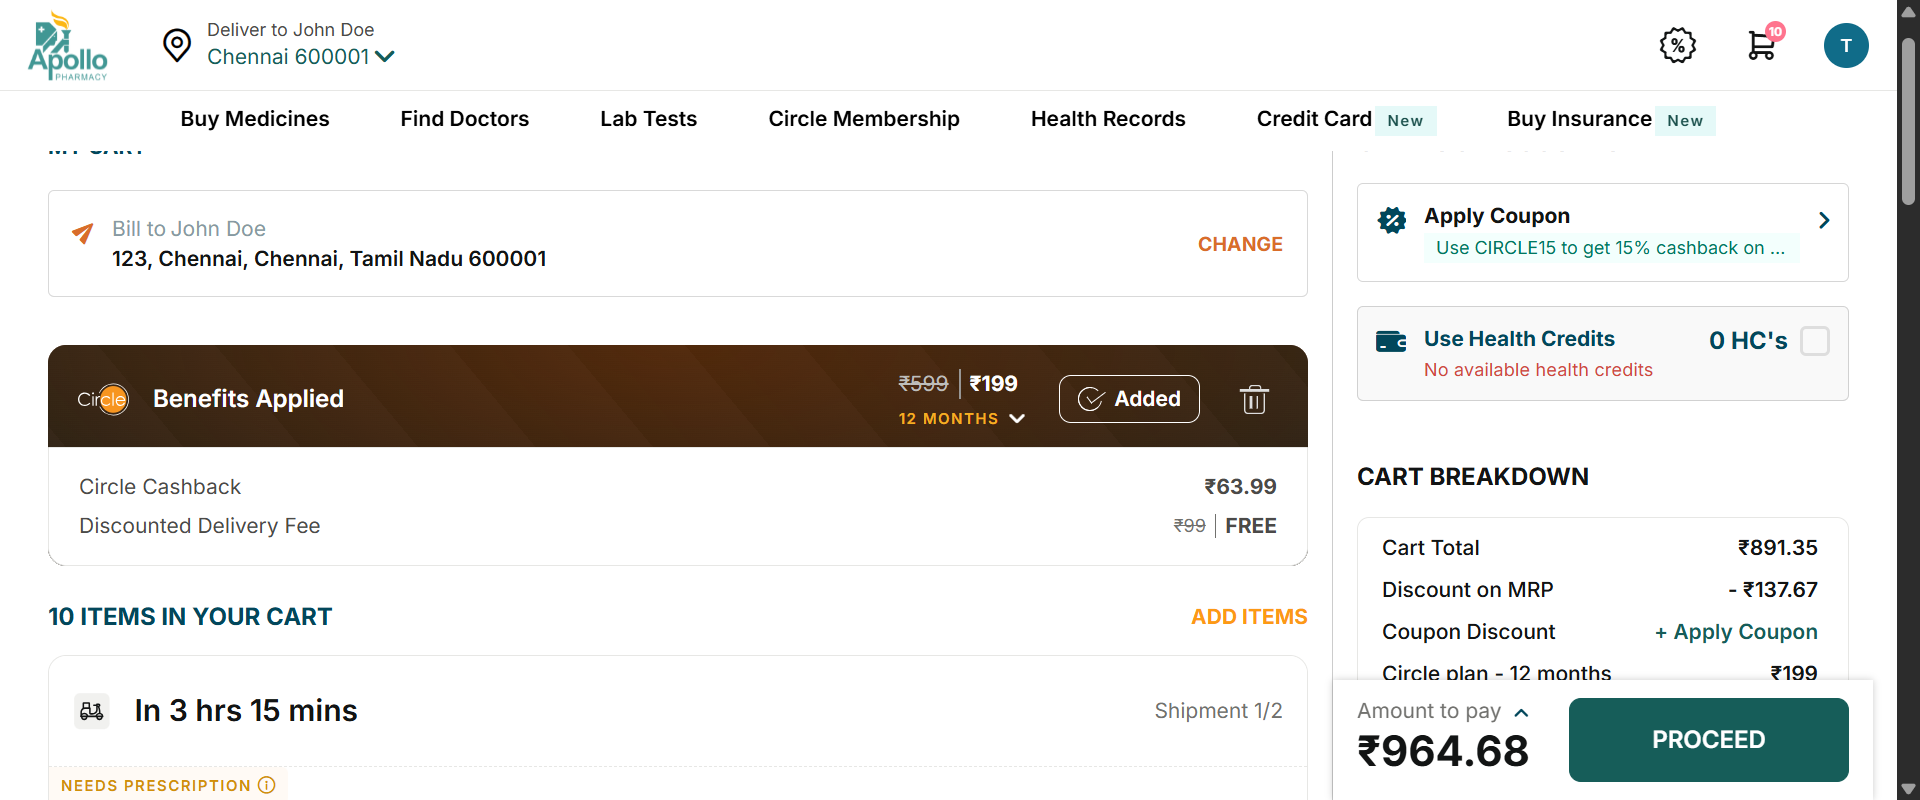 Apollo
PHARMACY
Deliver to John Doe
Chennai 600001
%
10
T
Buy Medicines
Find Doctors
Lab Tests
Circle Membership
Health Records
Credit Card New
Buy Insurance New
MY CART
Bill to John Doe
123, Chennai, Chennai, Tamil Nadu 600001
CHANGE
Circle
Benefits Applied
₹599 ₹199
12 MONTHS
Added
Circle Cashback
₹63.99
Discounted Delivery Fee
₹99 FREE
10 ITEMS IN YOUR CART
ADD ITEMS
In 3 hrs 15 mins
Shipment 1/2
NEEDS PRESCRIPTION
Apply Coupon
Use CIRCLE15 to get 15% cashback on ...
Use Health Credits
0 HC's
No available health credits
CART BREAKDOWN
Cart Total
₹891.35
Discount on MRP
- ₹137.67
Coupon Discount
+ Apply Coupon
Circle plan - 12 months
₹199
Amount to pay
₹964.68
PROCEED